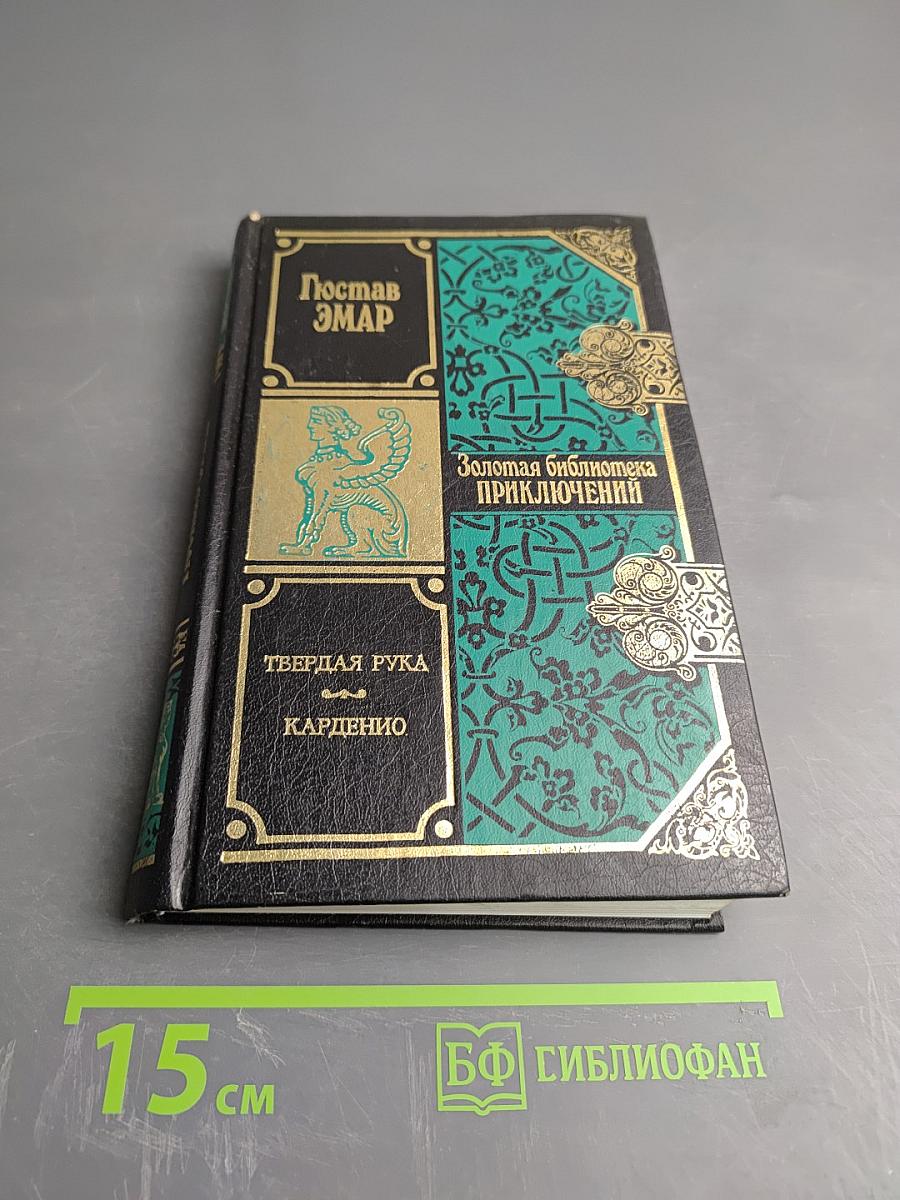 Гюстав
ЭМАР
Золотая библиотека
ПРИКЛЮЧЕНИЙ
ТВЕРДАЯ РУКА
КАРДЕНИО
15 см
БФ
БИБЛИОФАН